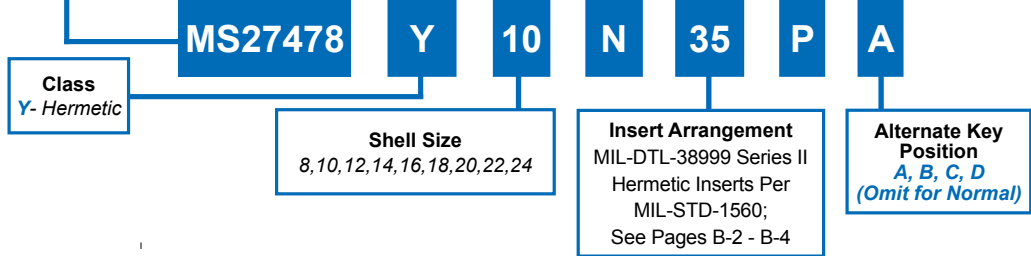 MS27478 Y 10 N 35 P A
Class
Y- Hermetic
Shell Size
8,10,12,14,16,18,20,22,24
Insert Arrangement
MIL-DTL-38999 Series II
Hermetic Inserts Per
MIL-STD-1560;
See Pages B-2 - B-4
Alternate Key
Position
A, B, C, D
(Omit for Normal)